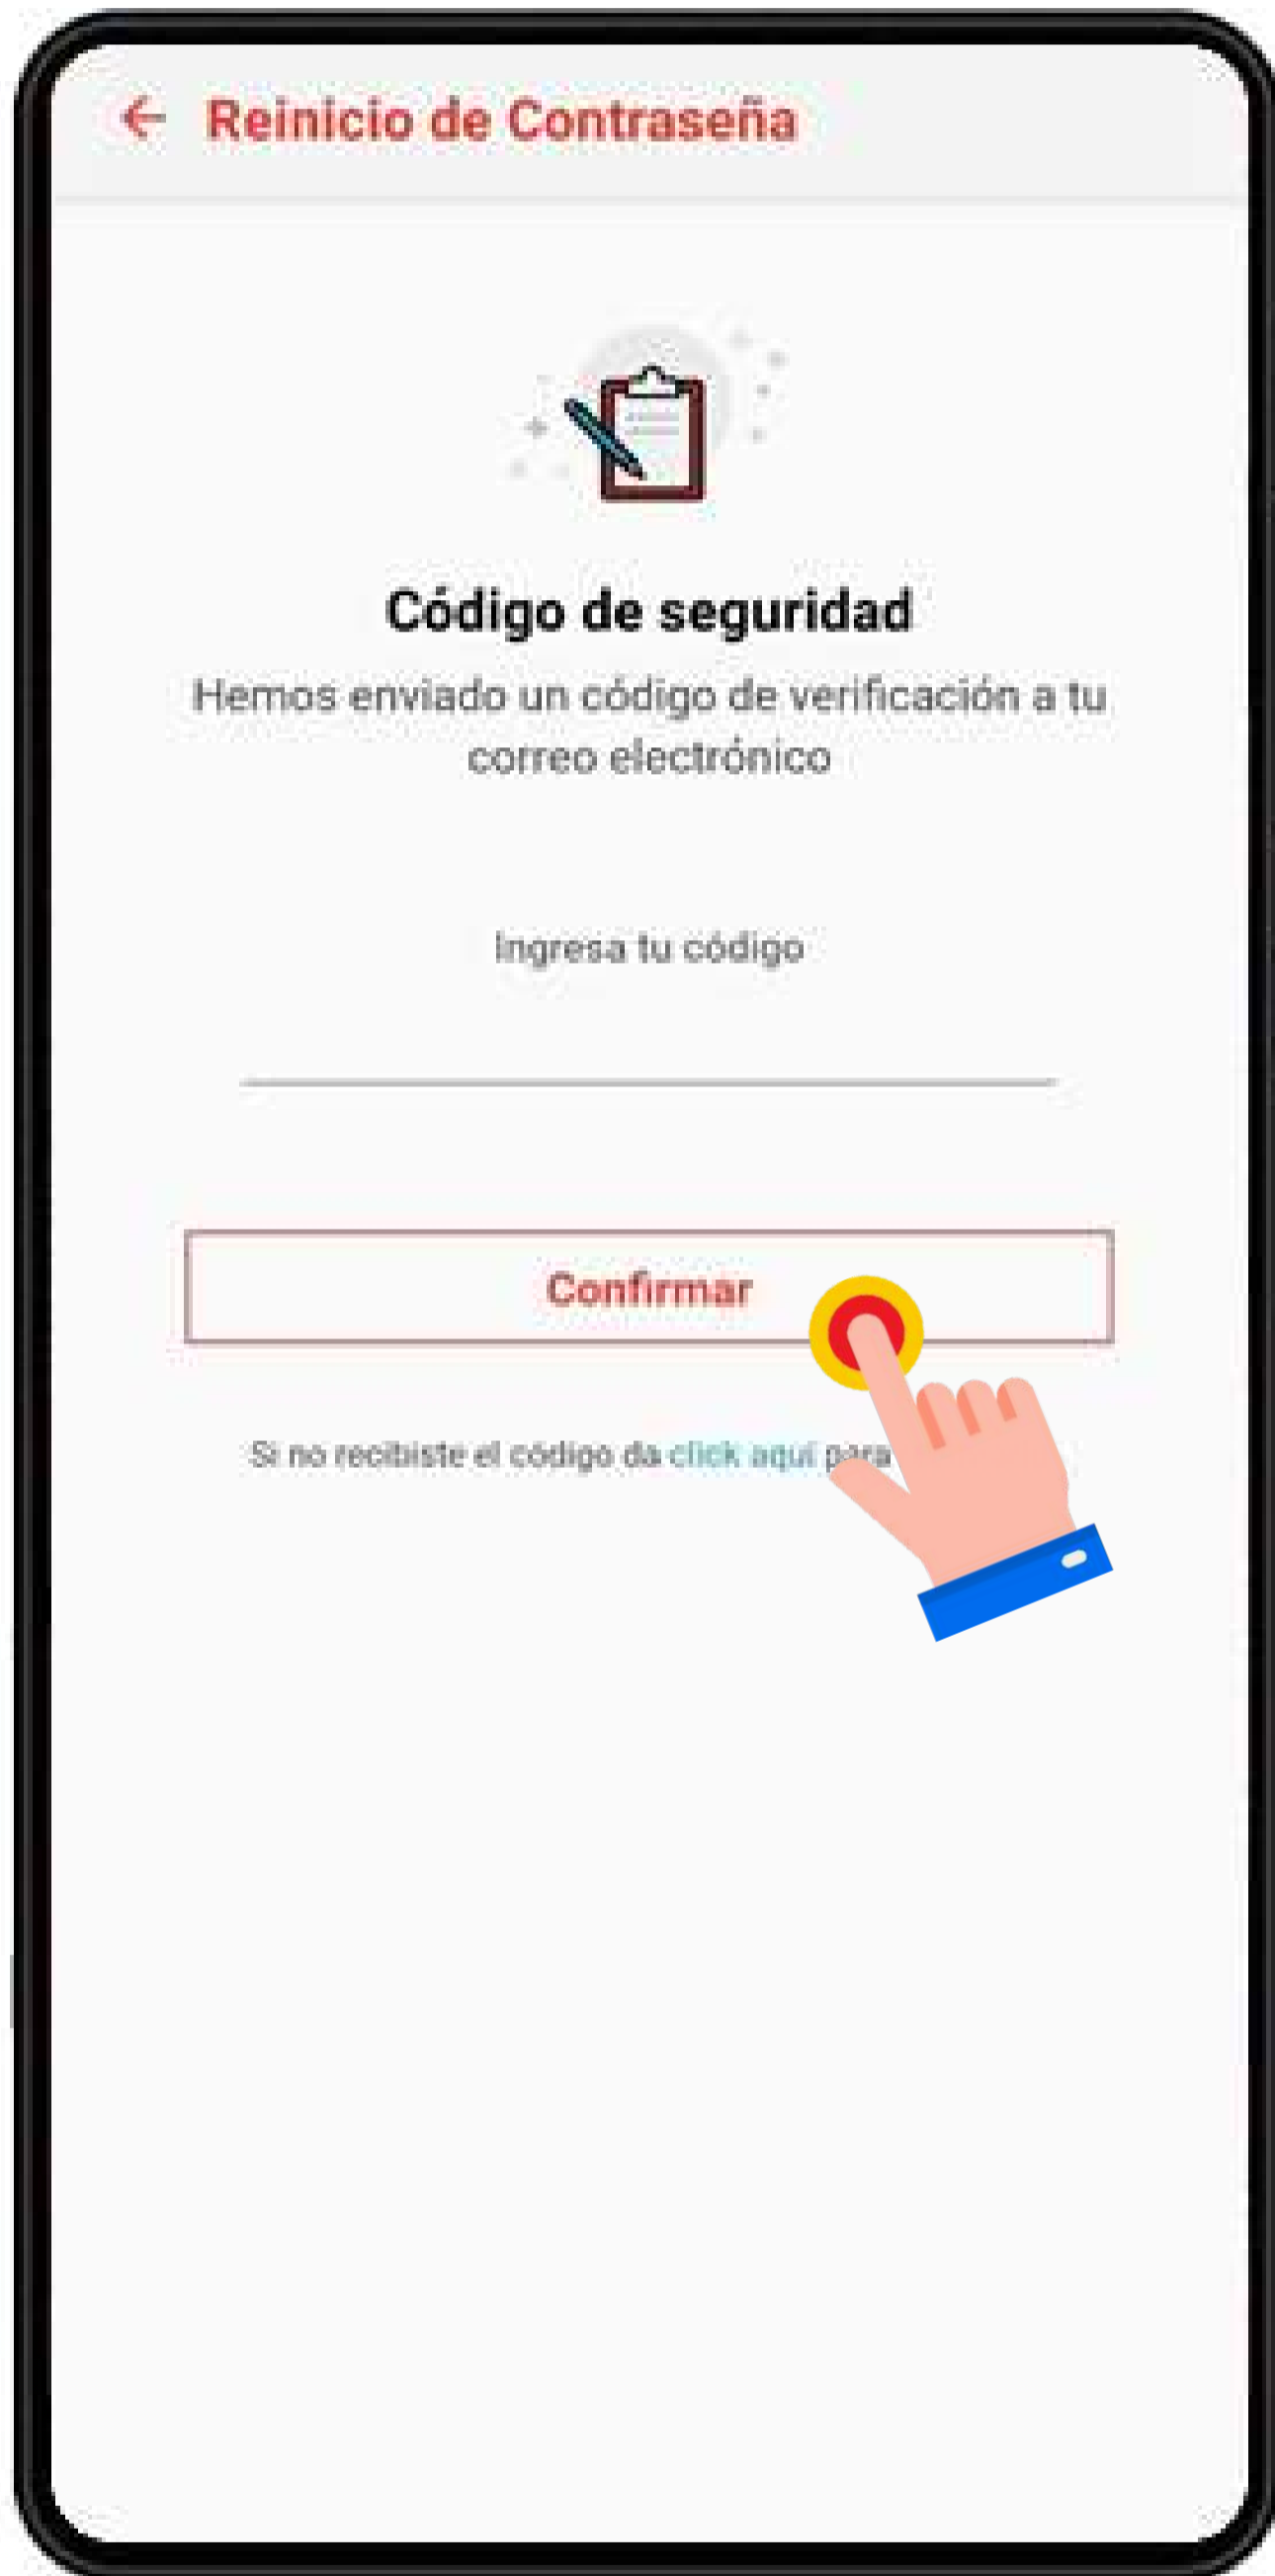 Reinicio de Contraseña
Código de seguridad
Hemos enviado un código de verificación a tu
correo electrónico
Ingresa tu código
Confirmar
Si no recibiste el código da click aquí para